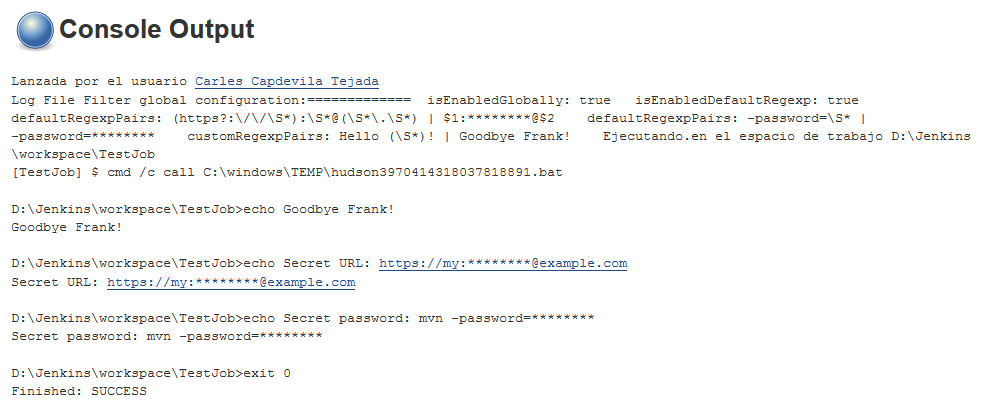 Console Output
Lanzada por el usuario Carles Capdevila Tejada
Log File Filter global configuration:=============  isEnabledGlobally: true   isEnabledDefaultRegexp: true
defaultRegexpPairs: (https?:\/\/\S*):\S*@(\S*\.\S*) | $1:********@$2    defaultRegexpPairs: -password=\S* |
-password=********    customRegexpPairs: Hello (\S*)! | Goodbye Frank!    Ejecutando.en el espacio de trabajo D:\Jenkins
\workspace\TestJob
[TestJob] $ cmd /c call C:\windows\TEMP\hudson3970414318037818891.bat
D:\Jenkins\workspace\TestJob>echo Goodbye Frank!
Goodbye Frank!
D:\Jenkins\workspace\TestJob>echo Secret URL: https://my:********@example.com
Secret URL: https://my:********@example.com
D:\Jenkins\workspace\TestJob>echo Secret password: mvn -password=********
Secret password: mvn -password=********
D:\Jenkins\workspace\TestJob>exit 0
Finished: SUCCESS